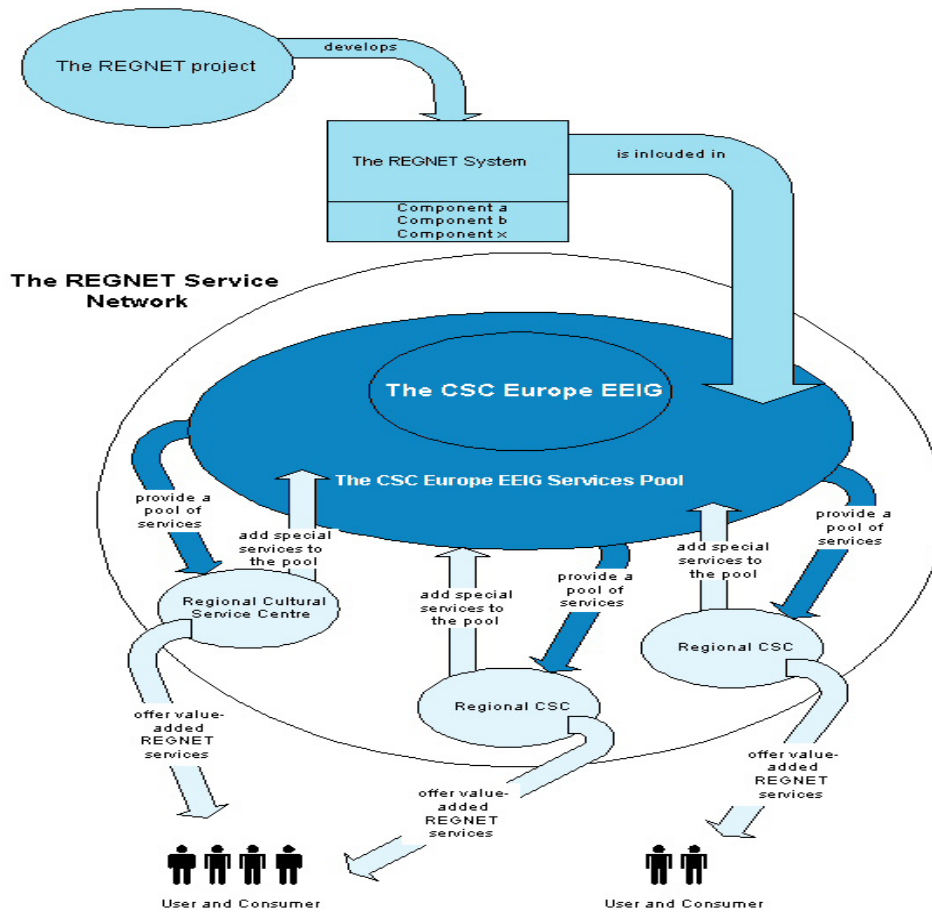 The REGNET project
develops
The REGNET System
is inlcuded in
Component a
Component b
Component x
The REGNET Service
Network
The CSC Europe EEIG
The CSC Europe EEIG Services Pool
provide a
pool of
services
add special
services to
the pool
add special
services to
the pool
provide a
pool of
services
add special
services to
the pool
provide a
pool of
services
Regional Cultural
Service Centre
Regional CSC
Regional CSC
offer value-
added
REGNET
services
offer value-
added
REGNET
services
offer value-
added
REGNET
services
User and Consumer
User and Consumer